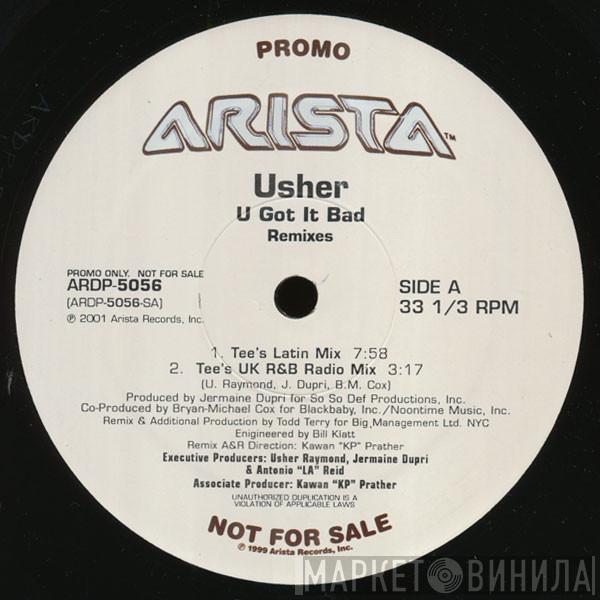 PROMO
ARISTA™
Usher
U Got It Bad
Remixes
PROMO ONLY. NOT FOR SALE
ARDP-5056
(ARDP-5056-SA)
℗ 2001 Arista Records, Inc.
SIDE A
33 1/3 RPM
1. Tee's Latin Mix 7:58
2. Tee's UK R&B Radio Mix 3:17
(U. Raymond, J. Dupri, B.M. Cox)
Produced by Jermaine Dupri for So So Def Productions, Inc.
Co-Produced by Bryan-Michael Cox for Blackbaby, Inc./Noontime Music, Inc.
Remix & Additional Production by Todd Terry for Big Management Ltd. NYC
Enigineered by Bill Klatt
Remix A&R Direction: Kawan "KP" Prather
Executive Producers: Usher Raymond, Jermaine Dupri
& Antonio "LA" Reid
Associate Producer: Kawan "KP" Prather
UNAUTHORIZED DUPLICATION IS A
VIOLATION OF APPLICABLE LAWS
NOT FOR SALE
℗ 1999 Arista Records, Inc.
МАРКЕТ ВИНИЛА